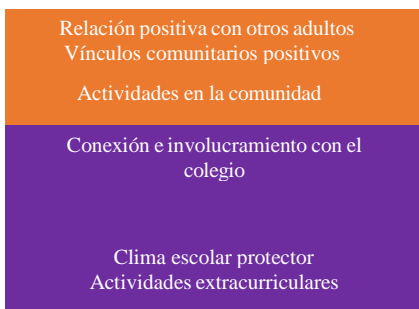 Relación positiva con otros adultos
Vínculos comunitarios positivos
Actividades en la comunidad
Conexión e involucramiento con el
colegio
Clima escolar protector
Actividades extracurriculares